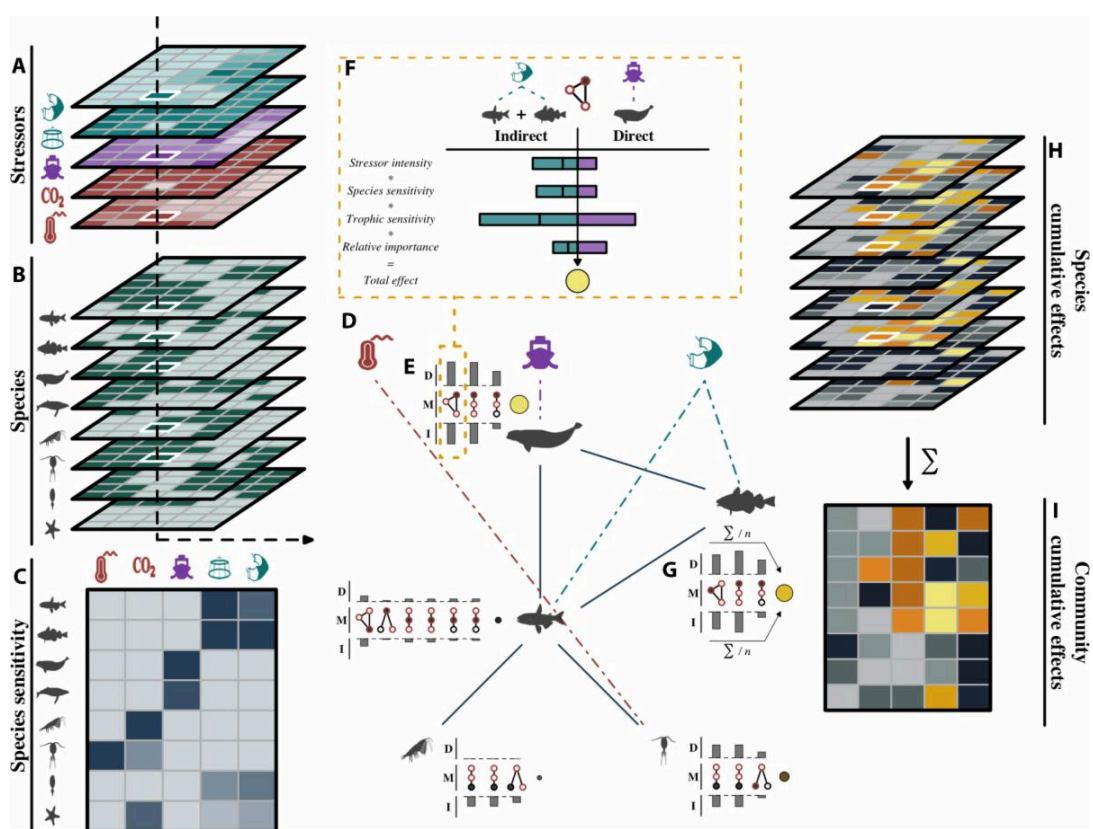 A
Stressors
CO₂
B
Species
C
CO₂
Species sensitivity
F
+
Indirect
Direct
Stressor intensity
*
Species sensitivity
*
Trophic sensitivity
*
Relative importance
=
Total effect
D
E
D
M
I
G
∑ / n
D
M
I
∑ / n
D
M
I
D
M
I
D
M
I
H
Species
cumulative effects
∑
I
Community
cumulative effects